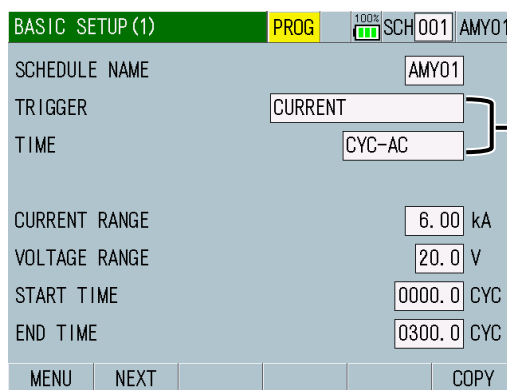 BASIC SETUP(1) PROG 100% SCH 001 AMY01
SCHEDULE NAME AMY01
TRIGGER CURRENT
TIME CYC-AC
CURRENT RANGE 6.00 kA
VOLTAGE RANGE 20.0 V
START TIME 0000.0 CYC
END TIME 0300.0 CYC
MENU NEXT COPY